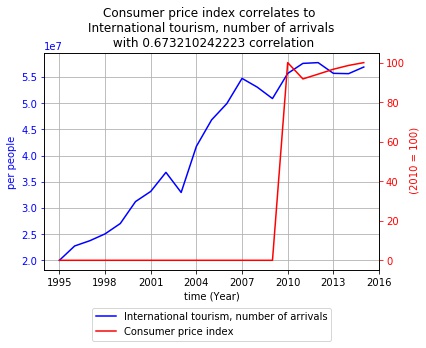 Consumer price index correlates to
International tourism, number of arrivals
with 0.673210242223 correlation
1e7
5.5
5.0
4.5
4.0
3.5
3.0
2.5
2.0
per people
100
80
60
40
20
0
(2010 = 100)
1995 1998 2001 2004 2007 2010 2013 2016
time (Year)
International tourism, number of arrivals
Consumer price index